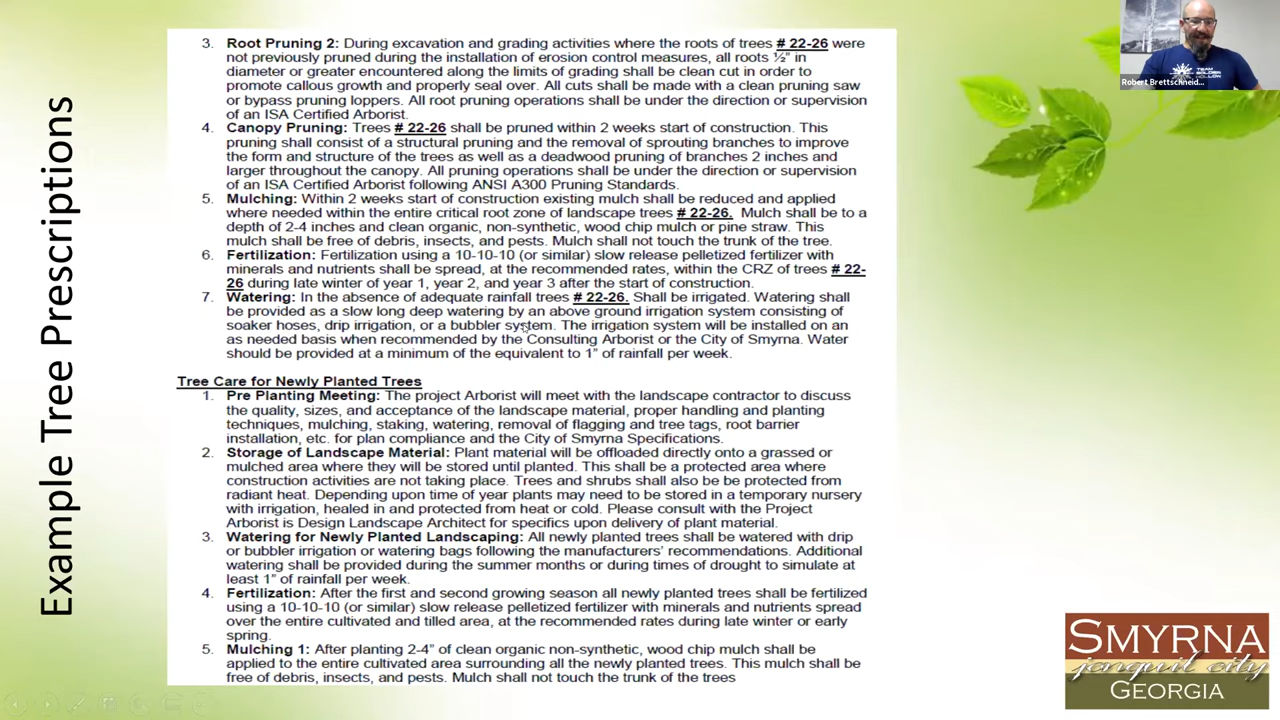 Example Tree Prescriptions
3. Root Pruning 2: During excavation and grading activities where the roots of trees # 22-26 were
not previously pruned during the installation of erosion control measures, all roots ½" in
diameter or greater encountered along the limits of grading shall be clean cut in order to
promote callous growth and properly seal over. All cuts shall be made with a clean pruning saw
or bypass pruning loppers. All root pruning operations shall be under the direction or supervision
of an ISA Certified Arborist.
4. Canopy Pruning: Trees # 22-26 shall be pruned within 2 weeks start of construction. This
pruning shall consist of a structural pruning and the removal of sprouting branches to improve
the form and structure of the trees as well as a deadwood pruning of branches 2 inches and
larger throughout the canopy. All pruning operations shall be under the direction or supervision
of an ISA Certified Arborist following ANSI A300 Pruning Standards.
5. Mulching: Within 2 weeks start of construction existing mulch shall be reduced and applied
where needed within the entire critical root zone of landscape trees # 22-26. Mulch shall be to a
depth of 2-4 inches and clean organic, non-synthetic, wood chip mulch or pine straw. This
mulch shall be free of debris, insects, and pests. Mulch shall not touch the trunk of the tree.
6. Fertilization: Fertilization using a 10-10-10 (or similar) slow release pelletized fertilizer with
minerals and nutrients shall be spread, at the recommended rates, within the CRZ of trees # 22-
26 during late winter of year 1, year 2, and year 3 after the start of construction.
7. Watering: In the absence of adequate rainfall trees # 22-26. Shall be irrigated. Watering shall
be provided as a slow long deep watering by an above ground irrigation system consisting of
soaker hoses, drip irrigation, or a bubbler system. The irrigation system will be installed on an
as needed basis when recommended by the Consulting Arborist or the City of Smyrna. Water
should be provided at a minimum of the equivalent to 1" of rainfall per week.
Tree Care for Newly Planted Trees
1. Pre Planting Meeting: The project Arborist will meet with the landscape contractor to discuss
the quality, sizes, and acceptance of the landscape material, proper handling and planting
techniques, mulching, staking, watering, removal of flagging and tree tags, root barrier
installation, etc. for plan compliance and the City of Smyrna Specifications.
2. Storage of Landscape Material: Plant material will be offloaded directly onto a grassed or
mulched area where they will be stored until planted. This shall be a protected area where
construction activities are not taking place. Trees and shrubs shall also be be protected from
radiant heat. Depending upon time of year plants may need to be stored in a temporary nursery
with irrigation, healed in and protected from heat or cold. Please consult with the Project
Arborist is Design Landscape Architect for specifics upon delivery of plant material.
3. Watering for Newly Planted Landscaping: All newly planted trees shall be watered with drip
or bubbler irrigation or watering bags following the manufacturers' recommendations. Additional
watering shall be provided during the summer months or during times of drought to simulate at
least 1" of rainfall per week.
4. Fertilization: After the first and second growing season all newly planted trees shall be fertilized
using a 10-10-10 (or similar) slow release pelletized fertilizer with minerals and nutrients spread
over the entire cultivated and tilled area, at the recommended rates during late winter or early
spring.
5. Mulching 1: After planting 2-4" of clean organic non-synthetic, wood chip mulch shall be
applied to the entire cultivated area surrounding all the newly planted trees. This mulch shall be
free of debris, insects, and pests. Mulch shall not touch the trunk of the trees
Robert Brettschneid...
SMYRNA
jonquil city
GEORGIA